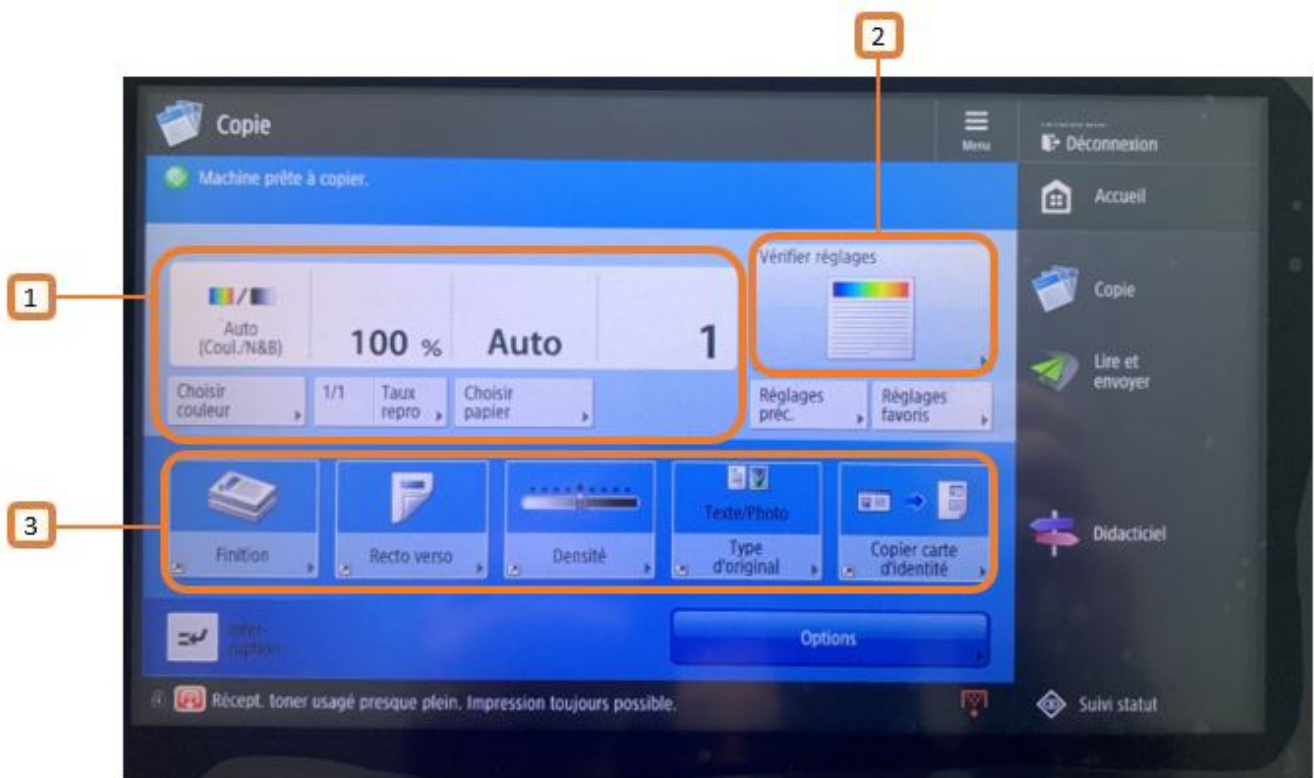 2
Copie
Menu
Déconnexion
Machine prête à copier.
Accueil
Vérifier réglages
1
Auto
(Coul./N&B)
100 %
Auto
1
Copie
Choisir
couleur
1/1
Taux
repro
Choisir
papier
Réglages
préc.
Réglages
favoris
Lire et
envoyer
3
Finition
Recto verso
Densité
Texte/Photo
Type
d'original
Copier carte
d'identité
Didacticiel
Inter-
ruption
Options
Récept. toner usagé presque plein. Impression toujours possible.
Suivi statut